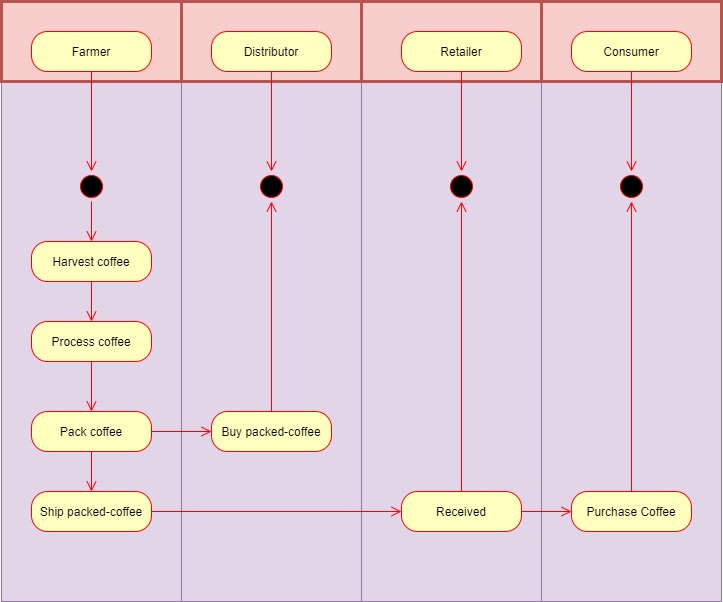 Farmer
Distributor
Retailer
Consumer
Harvest coffee
Process coffee
Pack coffee
Buy packed-coffee
Ship packed-coffee
Received
Purchase Coffee